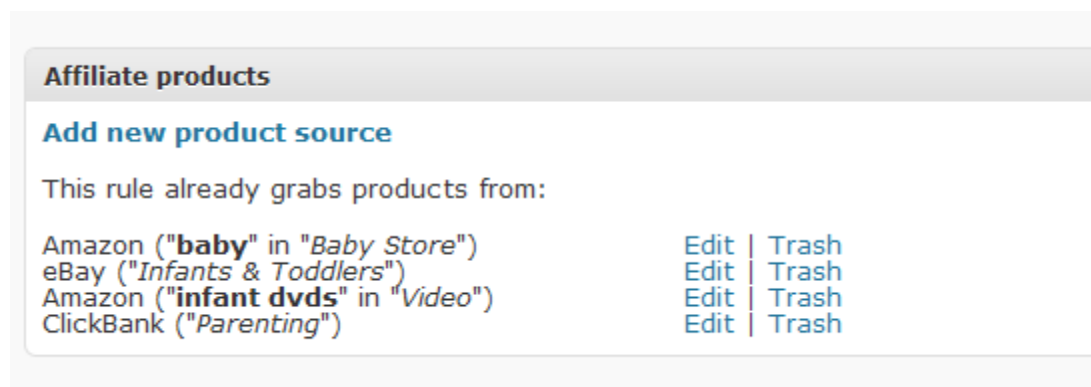 Affiliate products
Add new product source
This rule already grabs products from:
Amazon ("baby" in "Baby Store") Edit | Trash
eBay ("Infants & Toddlers") Edit | Trash
Amazon ("infant dvds" in "Video") Edit | Trash
ClickBank ("Parenting") Edit | Trash